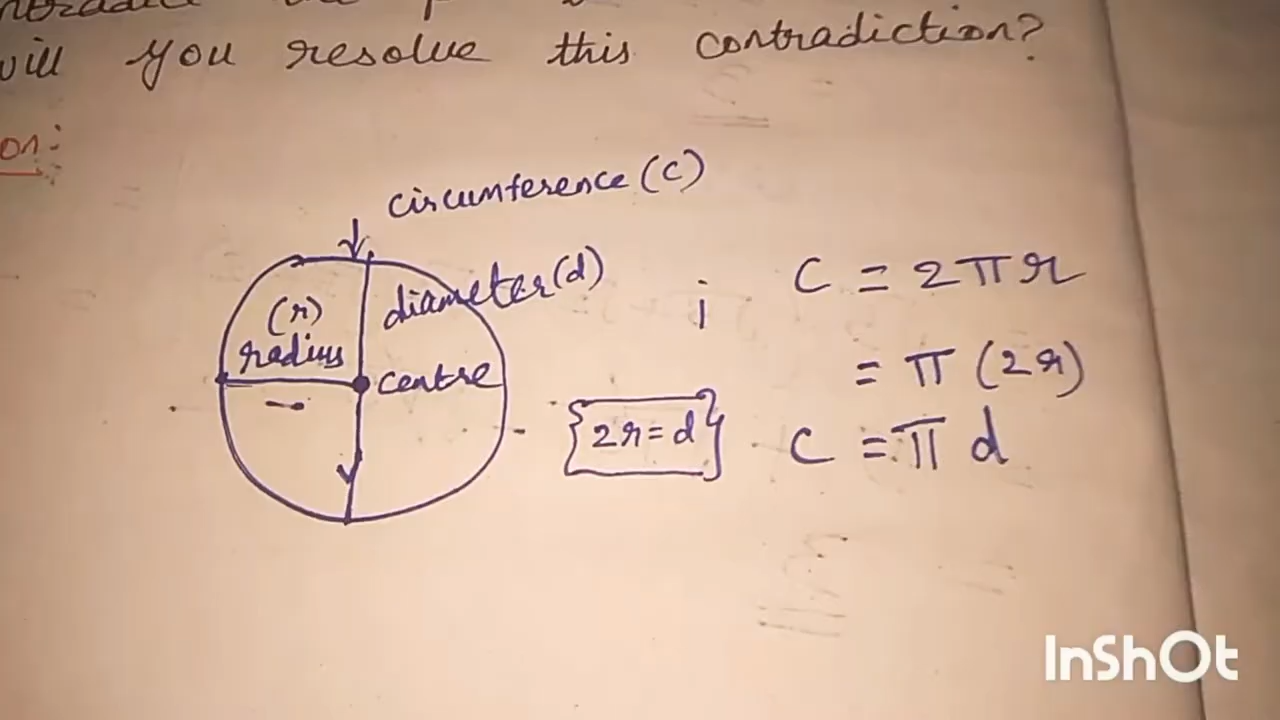 will you resolve this contradiction?
on:
circumference (c)
(r)
radius
diameter (d)
centre
C = 2πr
= π (2r)
{2r = d}
C = π d
InShOt